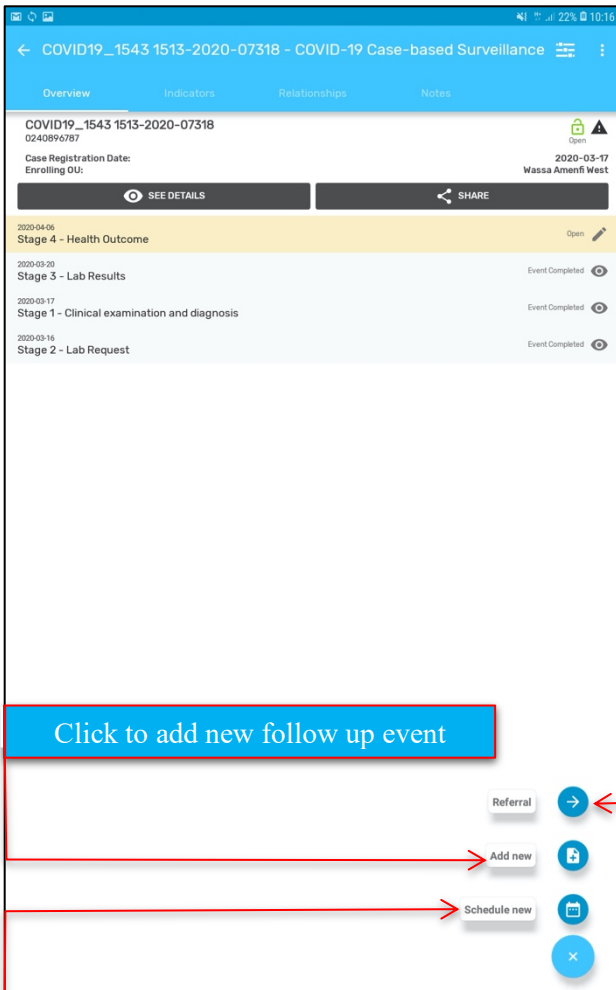 22% 10:16
COVID19_1543 1513-2020-07318 - COVID-19 Case-based Surveillance
Overview Indicators Relationships Notes
COVID19_1543 1513-2020-07318
0240896787
Open
Case Registration Date: 2020-03-17
Enrolling OU: Wassa Amenfi West
SEE DETAILS SHARE
2020-04-06
Stage 4 - Health Outcome Open
2020-03-20
Stage 3 - Lab Results Event Completed
2020-03-17
Stage 1 - Clinical examination and diagnosis Event Completed
2020-03-16
Stage 2 - Lab Request Event Completed
Click to add new follow up event
Referral
Add new
Schedule new